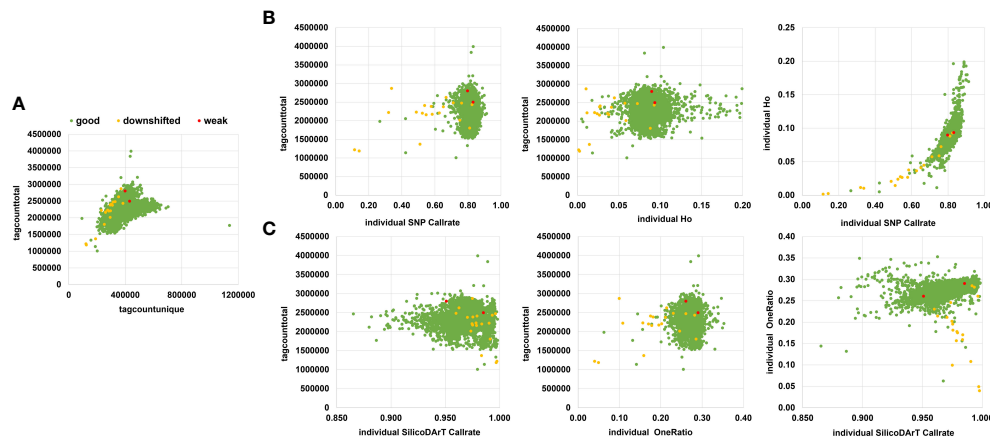 A
good downshifted weak
4500000
4000000
3500000
3000000
2500000
2000000
1500000
1000000
500000
0
0 400000 800000 1200000
tagcounttotal
tagcountunique
B
4500000
4000000
3500000
3000000
2500000
2000000
1500000
1000000
500000
0
0.0 0.20 0.40 0.60 0.80 1.00
tagcounttotal
individual SNP Callrate
4500000
4000000
3500000
3000000
2500000
2000000
1500000
1000000
500000
0
0.00 0.05 0.10 0.15 0.20
tagcounttotal
individual Ho
0.25
0.20
0.15
0.10
0.05
0.00
0.0 0.20 0.40 0.60 0.80 1.00
individual Ho
individual SNP Callrate
C
4500000
4000000
3500000
3000000
2500000
2000000
1500000
1000000
500000
0
0.850 0.900 0.950 1.000
tagcounttotal
individual SilicoDArT Callrate
4500000
4000000
3500000
3000000
2500000
2000000
1500000
1000000
500000
0
0.00 0.10 0.20 0.30 0.40
tagcounttotal
individual OneRatio
0.40
0.35
0.30
0.25
0.20
0.15
0.10
0.05
0.00
0.850 0.900 0.950 1.000
individual OneRatio
individual SilicoDArT Callrate